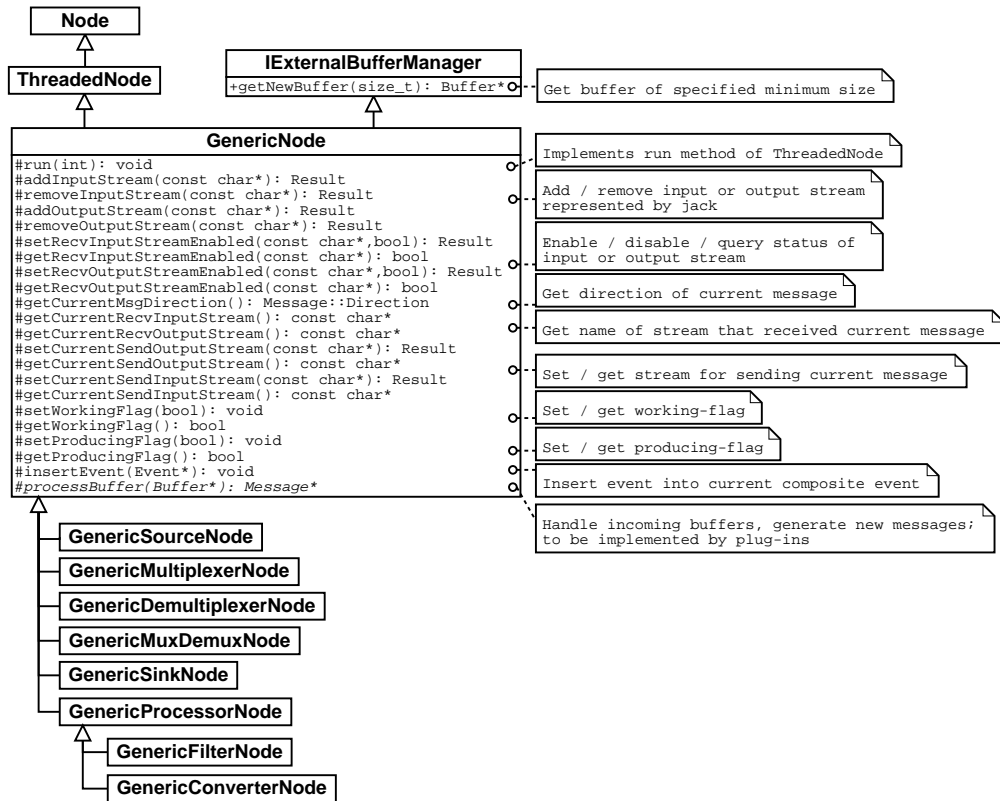 Node
ThreadedNode
IExternalBufferManager
+getNewBuffer(size_t): Buffer*
Get buffer of specified minimum size
GenericNode
#run(int): void
#addInputStream(const char*): Result
#removeInputStream(const char*): Result
#addOutputStream(const char*): Result
#removeOutputStream(const char*): Result
#setRecvInputStreamEnabled(const char*,bool): Result
#getRecvInputStreamEnabled(const char*): bool
#setRecvOutputStreamEnabled(const char*,bool): Result
#getRecvOutputStreamEnabled(const char*): bool
#getCurrentMsgDirection(): Message::Direction
#getCurrentRecvInputStream(): const char*
#getCurrentRecvOutputStream(): const char*
#setCurrentSendOutputStream(const char*): Result
#getCurrentSendOutputStream(): const char*
#setCurrentSendInputStream(const char*): Result
#getCurrentSendInputStream(): const char*
#setWorkingFlag(bool): void
#getWorkingFlag(): bool
#setProducingFlag(bool): void
#getProducingFlag(): bool
#insertEvent(Event*): void
#processBuffer(Buffer*): Message*
Implements run method of ThreadedNode
Add / remove input or output stream
represented by jack
Enable / disable / query status of
input or output stream
Get direction of current message
Get name of stream that received current message
Set / get stream for sending current message
Set / get working-flag
Set / get producing-flag
Insert event into current composite event
Handle incoming buffers, generate new messages;
to be implemented by plug-ins
GenericSourceNode
GenericMultiplexerNode
GenericDemultiplexerNode
GenericMuxDemuxNode
GenericSinkNode
GenericProcessorNode
GenericFilterNode
GenericConverterNode